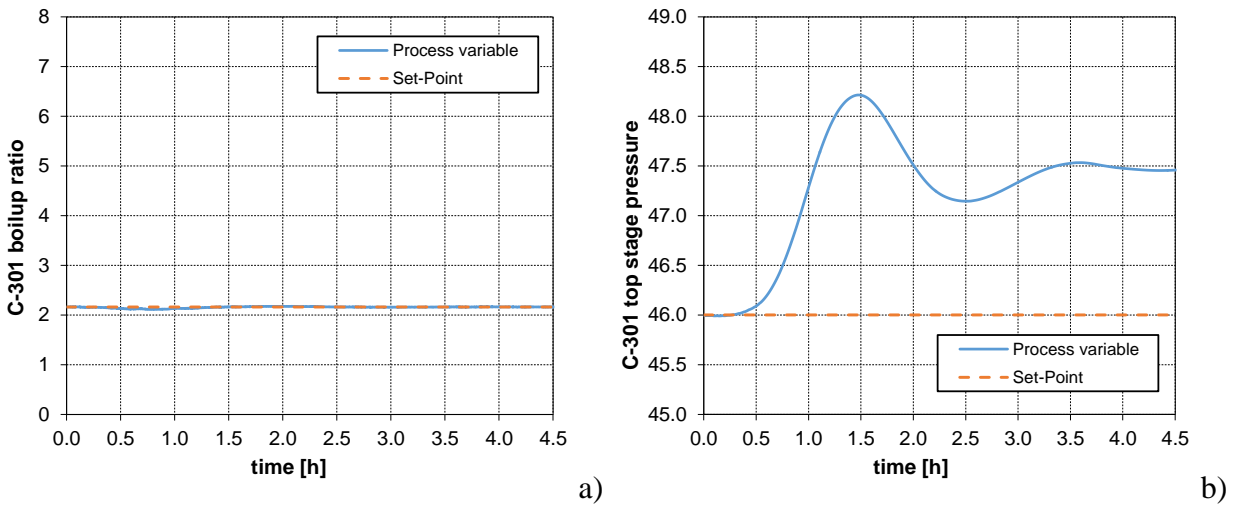 C-301 boilup ratio
8
7
6
5
4
3
2
1
0
Process variable
Set-Point
0.0 0.5 1.0 1.5 2.0 2.5 3.0 3.5 4.0 4.5
time [h]
a)
C-301 top stage pressure
49.0
48.5
48.0
47.5
47.0
46.5
46.0
45.5
45.0
Process variable
Set-Point
0.0 0.5 1.0 1.5 2.0 2.5 3.0 3.5 4.0 4.5
time [h]
b)